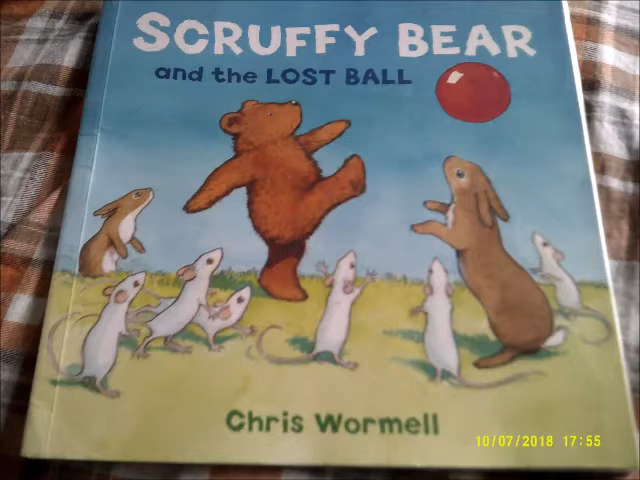 SCRUFFY BEAR
and the LOST BALL
Chris Wormell
10/07/2018 17:55